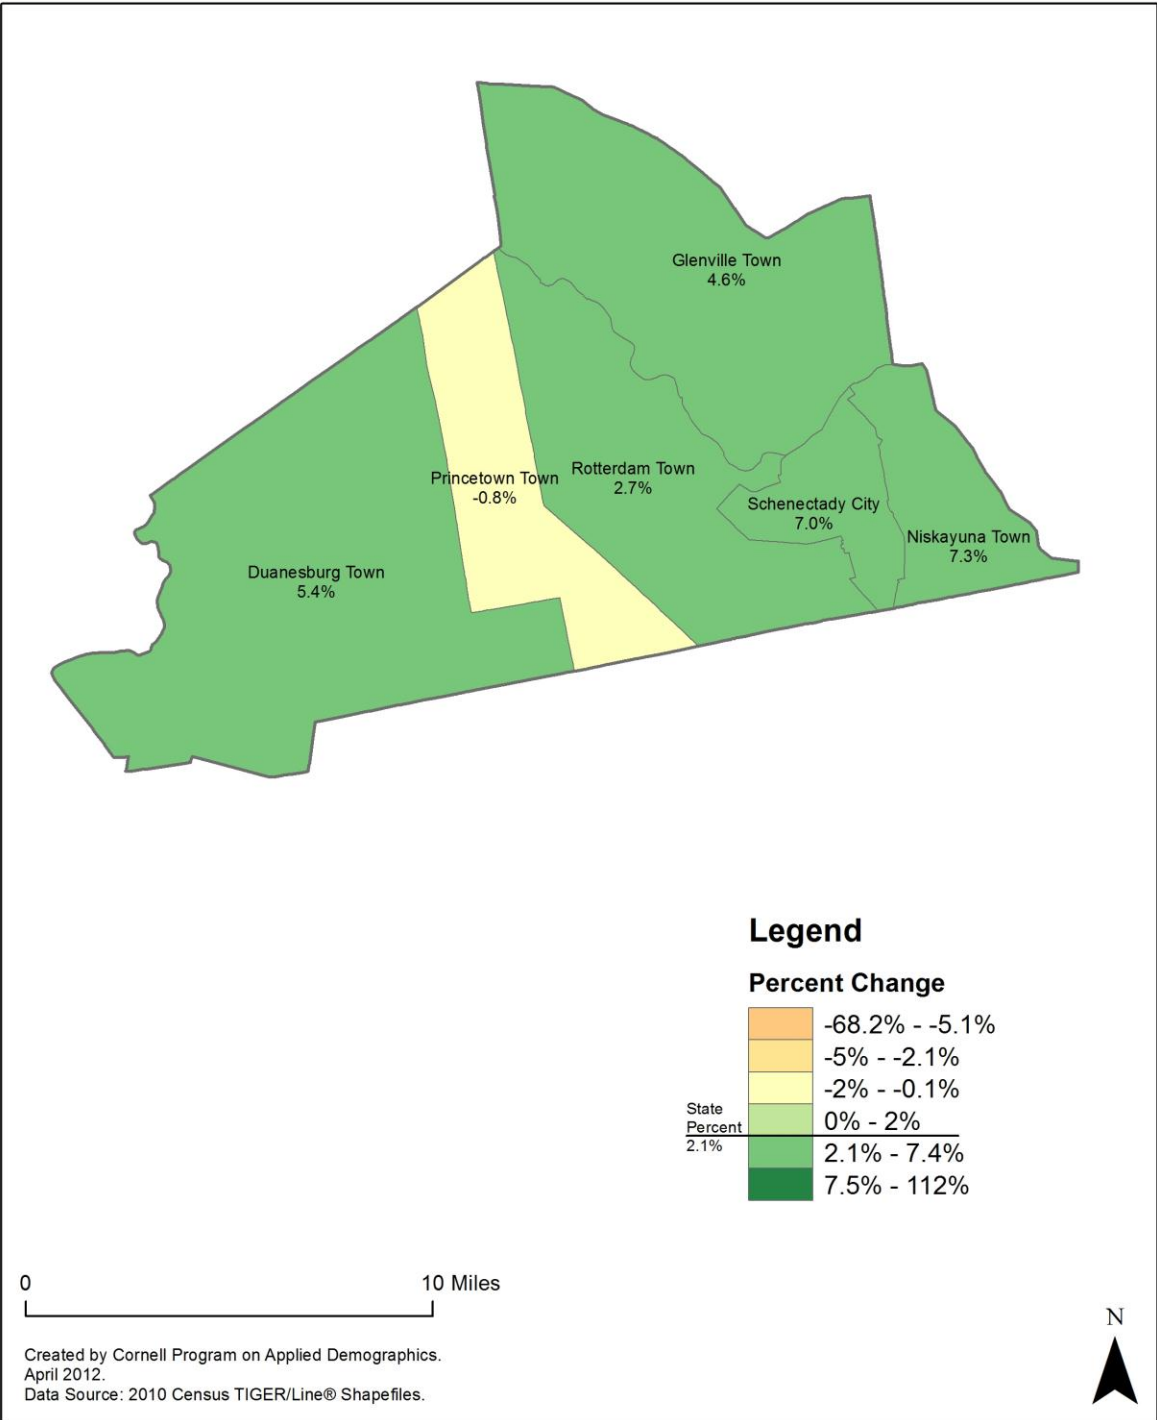 Glenville Town
4.6%
Princetown Town
-0.8%
Rotterdam Town
2.7%
Schenectady City
7.0%
Niskayuna Town
7.3%
Duanesburg Town
5.4%
Legend
Percent Change
-68.2% - -5.1%
-5% - -2.1%
-2% - -0.1%
State
Percent
2.1%
0% - 2%
2.1% - 7.4%
7.5% - 112%
0 10 Miles
N
Created by Cornell Program on Applied Demographics.
April 2012.
Data Source: 2010 Census TIGER/Line® Shapefiles.